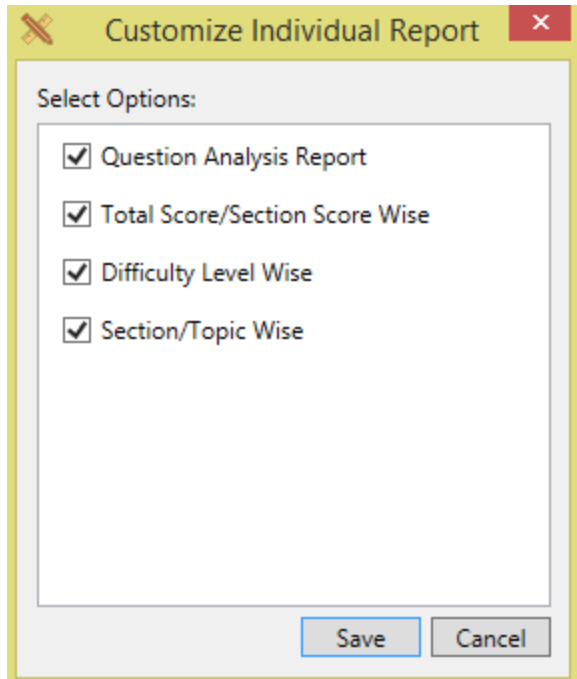 Customize Individual Report
Select Options:
Question Analysis Report
Total Score/Section Score Wise
Difficulty Level Wise
Section/Topic Wise
Save Cancel